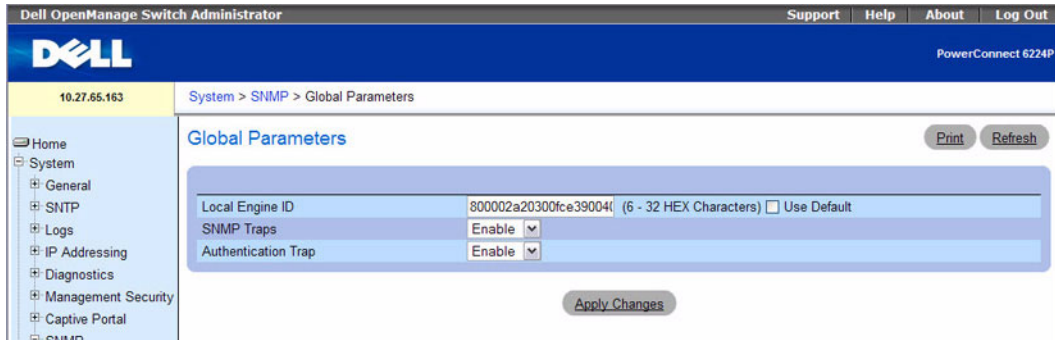 Dell OpenManage Switch Administrator
Support Help About Log Out
DELL
PowerConnect 6224P
10.27.65.163
System > SNMP > Global Parameters
Home
System
General
SNTP
Logs
IP Addressing
Diagnostics
Management Security
Captive Portal
SNMP
Global Parameters
Print Refresh
Local Engine ID 800002a20300fce390040 (6 - 32 HEX Characters) Use Default
SNMP Traps Enable
Authentication Trap Enable
Apply Changes